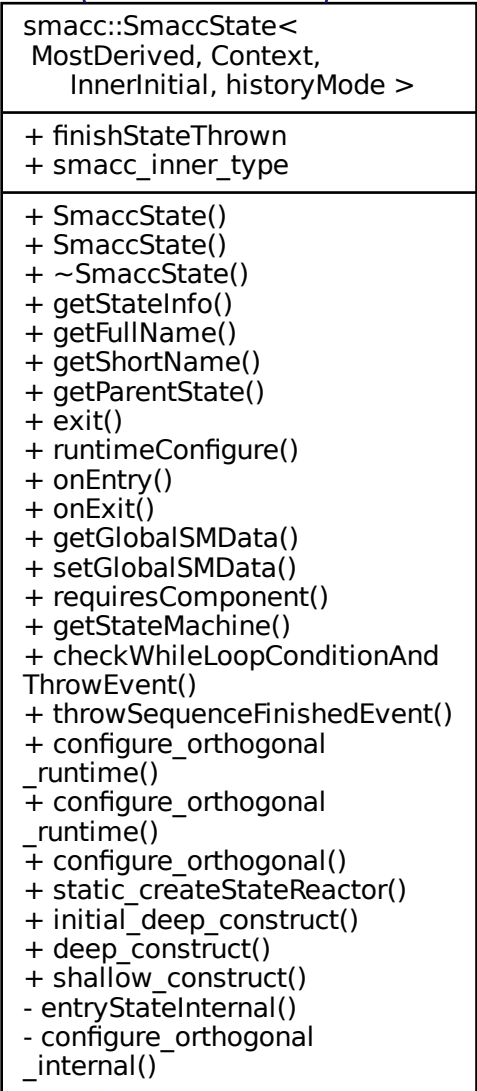 smacc::SmaccState<
MostDerived, Context,
InnerInitial, historyMode >
+ finishStateThrown
+ smacc_inner_type
+ SmaccState()
+ SmaccState()
+ ~SmaccState()
+ getStateInfo()
+ getFullName()
+ getShortName()
+ getParentState()
+ exit()
+ runtimeConfigure()
+ onEntry()
+ onExit()
+ getGlobalSMData()
+ setGlobalSMData()
+ requiresComponent()
+ getStateMachine()
+ checkWhileLoopConditionAnd
ThrowEvent()
+ throwSequenceFinishedEvent()
+ configure_orthogonal
_runtime()
+ configure_orthogonal
_runtime()
+ configure_orthogonal()
+ static_createStateReactor()
+ initial_deep_construct()
+ deep_construct()
+ shallow_construct()
- entryStateInternal()
- configure_orthogonal
_internal()